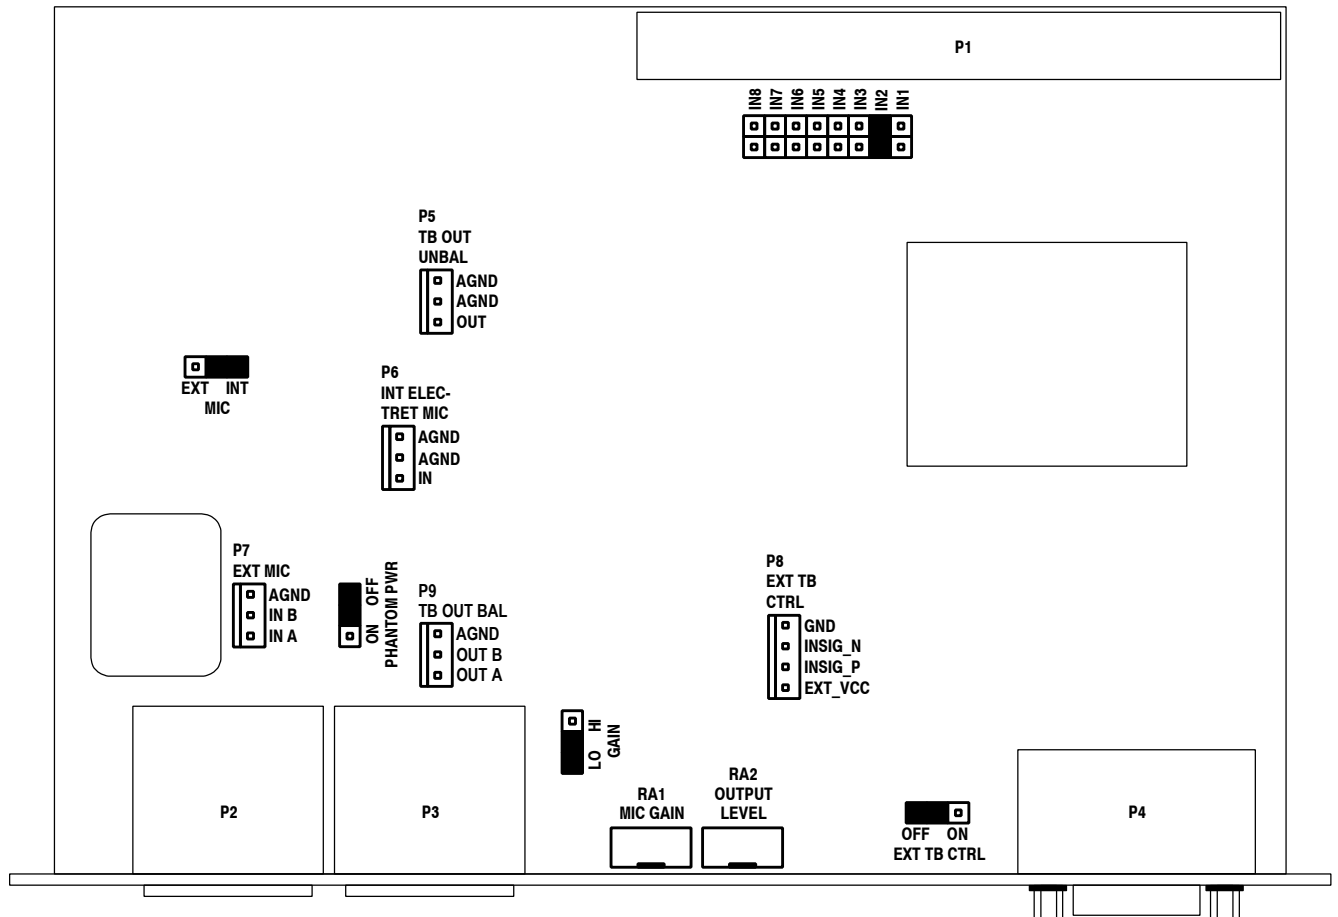 P1
IN8 IN7 IN6 IN5 IN4 IN3 IN2 IN1
P5
TB OUT
UNBAL
AGND
AGND
OUT
EXT INT
MIC
P6
INT ELEC-
TRET MIC
AGND
AGND
IN
P7
EXT MIC
AGND
IN B
IN A
ON OFF
PHANTOM PWR
P9
TB OUT BAL
AGND
OUT B
OUT A
P8
EXT TB
CTRL
GND
INSIG_N
INSIG_P
EXT_VCC
LO HI
GAIN
RA1
MIC GAIN
RA2
OUTPUT
LEVEL
OFF ON
EXT TB CTRL
P2
P3
P4